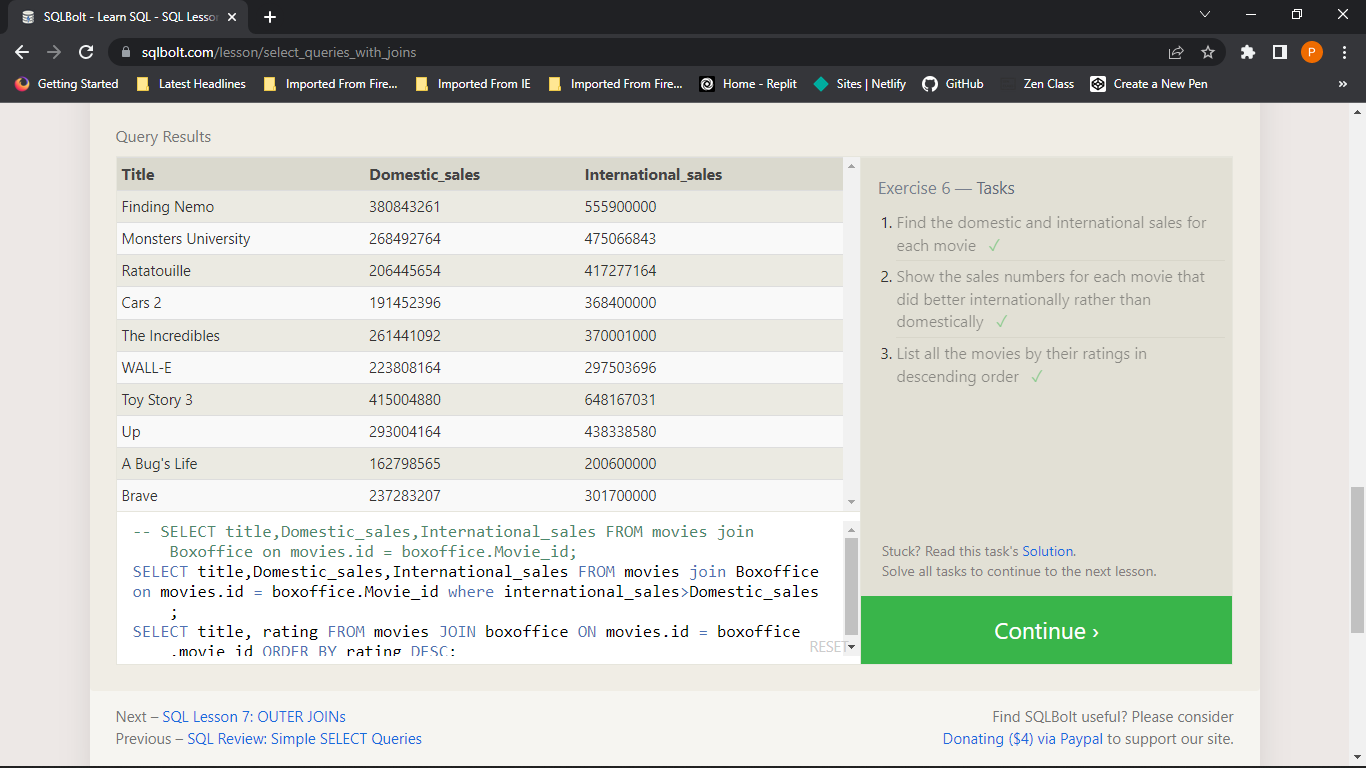 SQLBolt - Learn SQL - SQL Lesson
sqlbolt.com/lesson/select_queries_with_joins
P
Getting Started Latest Headlines Imported From Fire... Imported From IE Imported From Fire... Home - Replit Sites | Netlify GitHub Zen Class Create a New Pen »
Query Results
Title Domestic_sales International_sales
Finding Nemo 380843261 555900000
Monsters University 268492764 475066843
Ratatouille 206445654 417277164
Cars 2 191452396 368400000
The Incredibles 261441092 370001000
WALL-E 223808164 297503696
Toy Story 3 415004880 648167031
Up 293004164 438338580
A Bug's Life 162798565 200600000
Brave 237283207 301700000
-- SELECT title,Domestic_sales,International_sales FROM movies join
Boxoffice on movies.id = boxoffice.Movie_id;
SELECT title,Domestic_sales,International_sales FROM movies join Boxoffice
on movies.id = boxoffice.Movie_id where international_sales>Domestic_sales
;
SELECT title, rating FROM movies JOIN boxoffice ON movies.id = boxoffice
.movie_id ORDER BY rating DESC;
RESET
Exercise 6 — Tasks
1. Find the domestic and international sales for
each movie ✓
2. Show the sales numbers for each movie that
did better internationally rather than
domestically ✓
3. List all the movies by their ratings in
descending order ✓
Stuck? Read this task's Solution.
Solve all tasks to continue to the next lesson.
Continue ›
Next – SQL Lesson 7: OUTER JOINs
Previous – SQL Review: Simple SELECT Queries
Find SQLBolt useful? Please consider
Donating ($4) via Paypal to support our site.